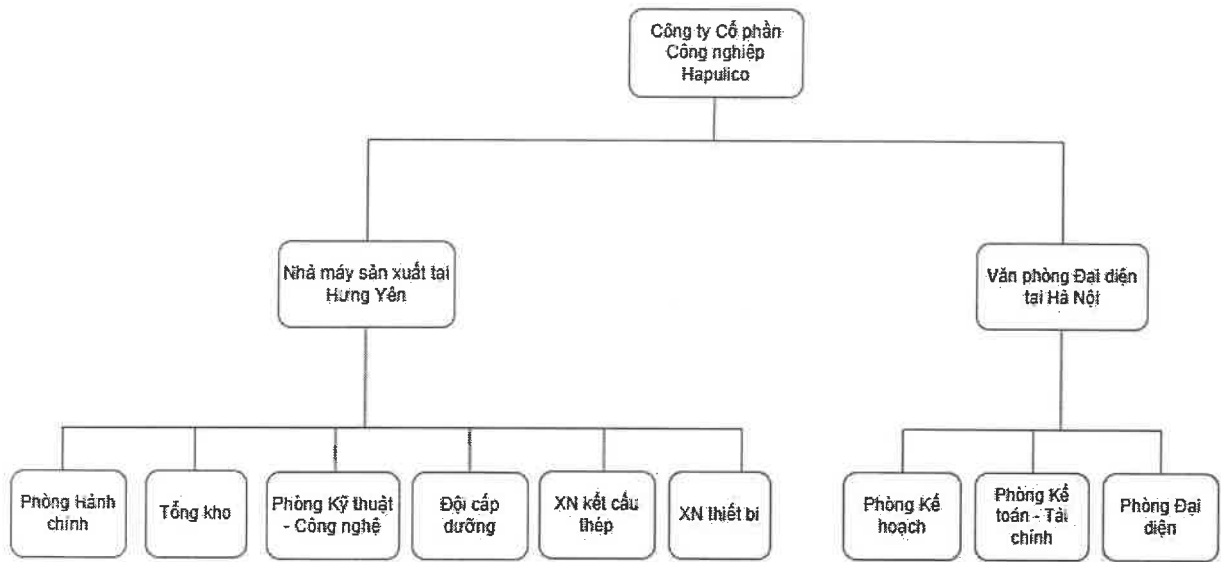 Công ty Cổ phần
Công nghiệp
Hapulico
Nhà máy sản xuất tại
Hưng Yên
Văn phòng Đại diện
tại Hà Nội
Phòng Hành
chính
Tổng kho
Phòng Kỹ thuật
- Công nghệ
Đội cấp
dưỡng
XN kết cấu
thép
XN thiết bị
Phòng Kế
hoạch
Phòng Kế
toán - Tài
chính
Phòng Đại
diện